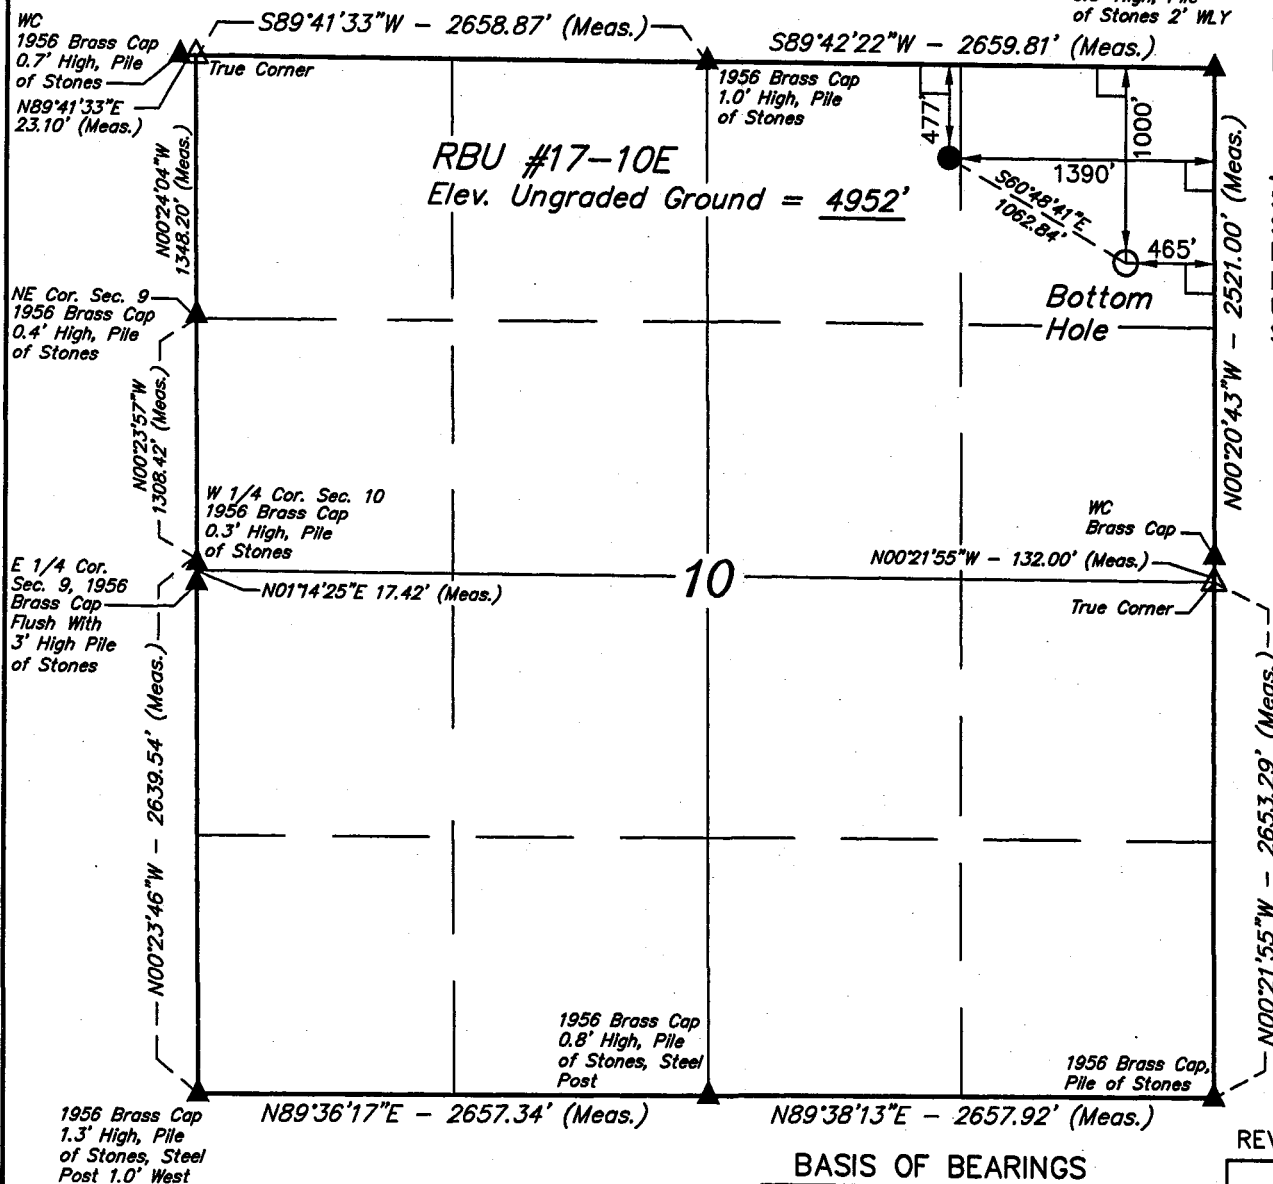 WC
1956 Brass Cap
0.7' High, Pile
of Stones
N89°41'33"E
23.10' (Meas.)
True Corner
S89°41'33"W - 2658.87' (Meas.)
of Stones 2' WLY
S89°42'22"W - 2659.81' (Meas.)
1956 Brass Cap
1.0' High, Pile
of Stones
N00°24'04"W
1348.20' (Meas.)
RBU #17-10E
Elev. Ungraded Ground = 4952'
477'
1000'
1390'
S60°48'41"E
1062.84'
465'
Bottom
Hole
N00°20'43"W - 2521.00' (Meas.)
NE Cor. Sec. 9
1956 Brass Cap
0.4' High, Pile
of Stones
N00°23'57"W
1308.42' (Meas.)
W 1/4 Cor. Sec. 10
1956 Brass Cap
0.3' High, Pile
of Stones
WC
Brass Cap
N00°21'55"W - 132.00' (Meas.)
True Corner
E 1/4 Cor.
Sec. 9, 1956
Brass Cap
Flush With
3' High Pile
of Stones
N01°14'25"E 17.42' (Meas.)
10
N00°23'46"W - 2639.54' (Meas.)
N00°21'55"W - 2653.29' (Meas.)
1956 Brass Cap
0.8' High, Pile
of Stones, Steel
Post
1956 Brass Cap,
Pile of Stones
1956 Brass Cap
1.3' High, Pile
of Stones, Steel
Post 1.0' West
N89°36'17"E - 2657.34' (Meas.)
N89°38'13"E - 2657.92' (Meas.)
BASIS OF BEARINGS
REV